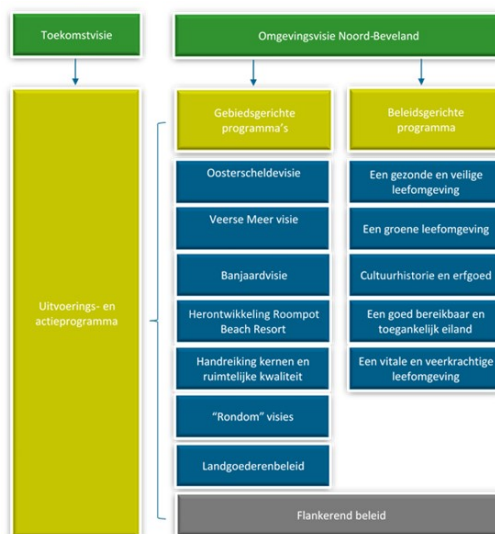 Toekomstvisie
Omgevingsvisie Noord-Beveland
Uitvoerings- en
actieprogramma
Gebiedsgerichte
programma's
Oosterscheldevisie
Veerse Meer visie
Banjaardvisie
Herontwikkeling Roompot
Beach Resort
Handreiking kernen en
ruimtelijke kwaliteit
“Rondom” visies
Landgoederenbeleid
Beleidsgerichte
programma
Een gezonde en veilige
leefomgeving
Een groene leefomgeving
Cultuurhistorie en erfgoed
Een goed bereikbaar en
toegankelijk eiland
Een vitale en veerkrachtige
leefomgeving
Flankerend beleid